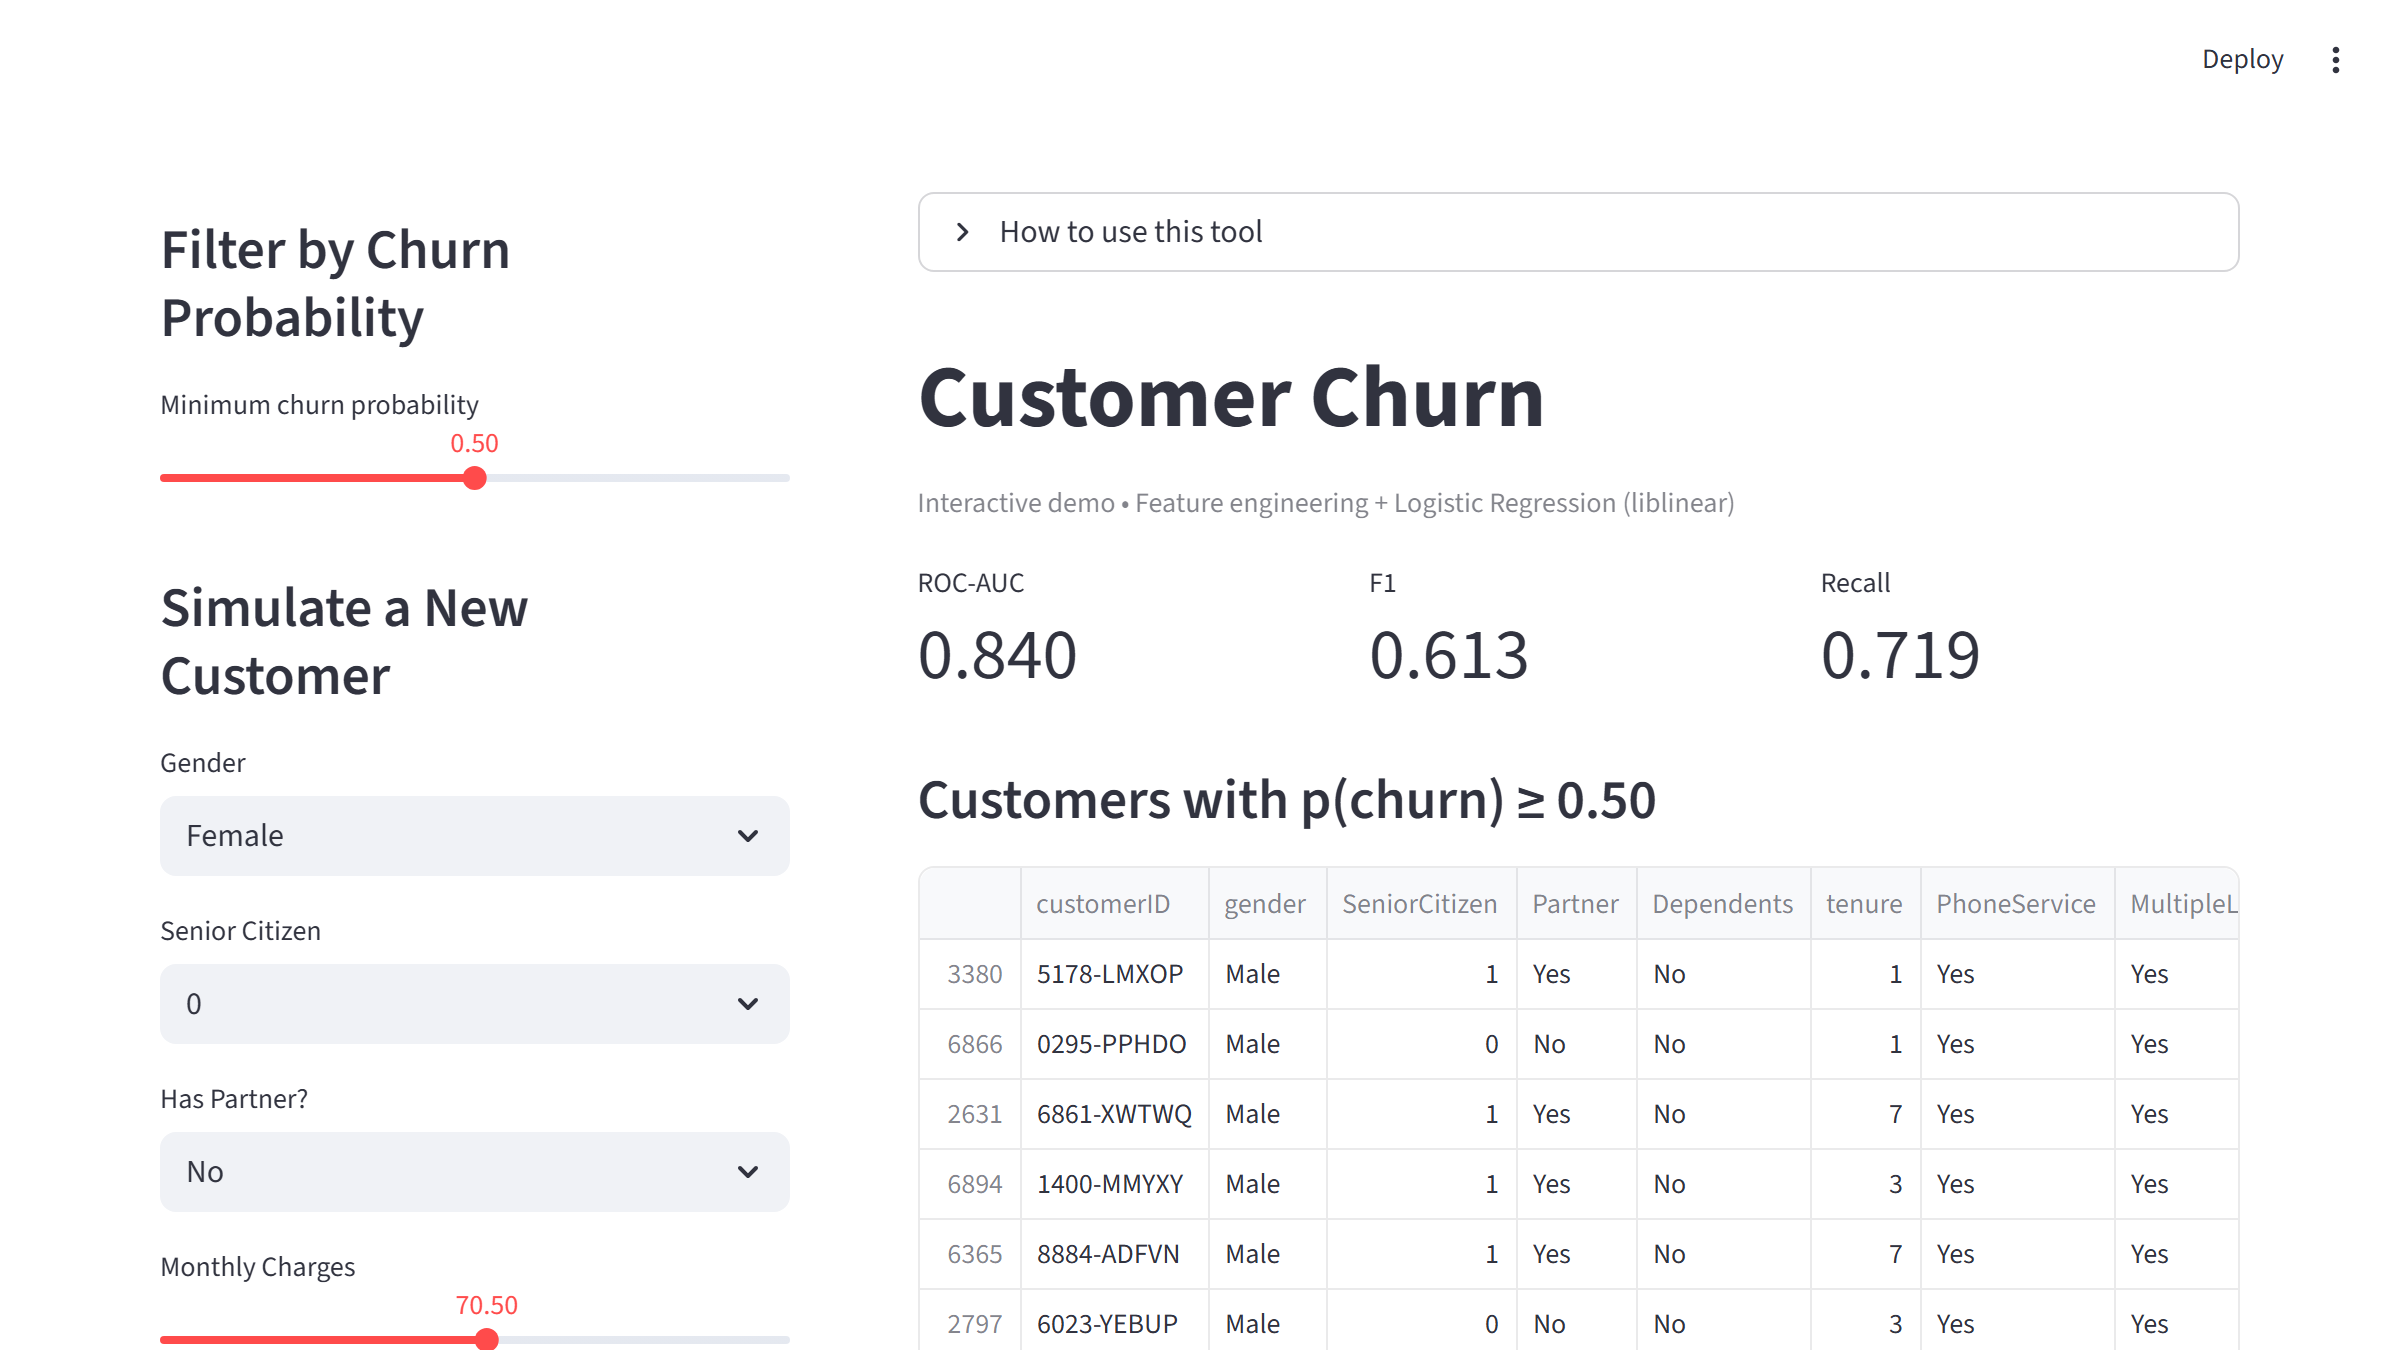 Deploy
Filter by Churn
Probability
Minimum churn probability
0.50
Simulate a New
Customer
Gender
Female
Senior Citizen
0
Has Partner?
No
Monthly Charges
70.50
How to use this tool
Customer Churn
Interactive demo • Feature engineering + Logistic Regression (liblinear)
ROC-AUC F1 Recall
0.840 0.613 0.719
Customers with p(churn) ≥ 0.50
customerID gender SeniorCitizen Partner Dependents tenure PhoneService MultipleL
3380 5178-LMXOP Male 1 Yes No 1 Yes Yes
6866 0295-PPHDO Male 0 No No 1 Yes Yes
2631 6861-XWTWQ Male 1 Yes No 7 Yes Yes
6894 1400-MMYXY Male 1 Yes No 3 Yes Yes
6365 8884-ADFVN Male 1 Yes No 7 Yes Yes
2797 6023-YEBUP Male 0 No No 3 Yes Yes